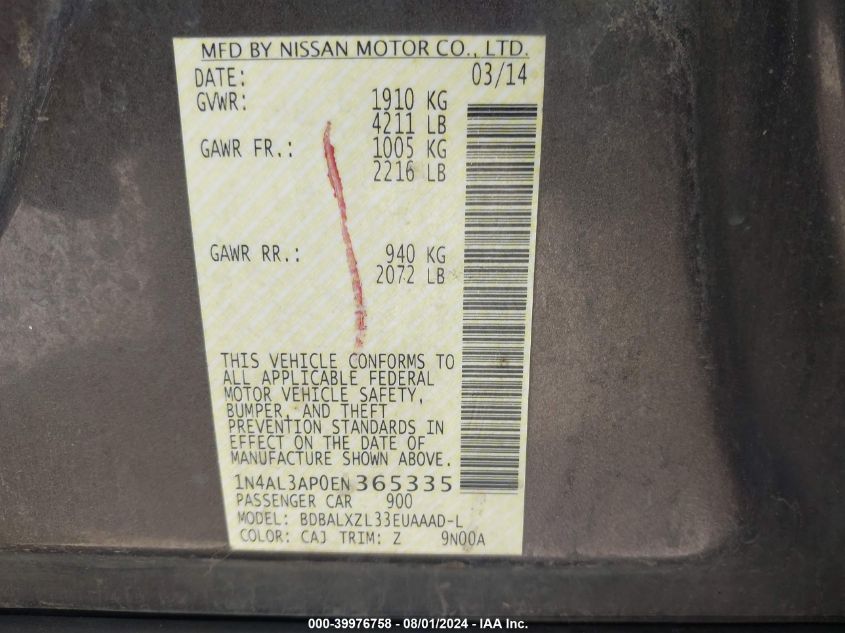 MFD BY NISSAN MOTOR CO., LTD.
DATE: 03/14
GVWR: 1910 KG
4211 LB
GAWR FR.: 1005 KG
2216 LB
GAWR RR.: 940 KG
2072 LB
THIS VEHICLE CONFORMS TO
ALL APPLICABLE FEDERAL
MOTOR VEHICLE SAFETY,
BUMPER, AND THEFT
PREVENTION STANDARDS IN
EFFECT ON THE DATE OF
MANUFACTURE SHOWN ABOVE.
1N4AL3AP0EN365335
PASSENGER CAR 900
MODEL: BDBALXZL33EUAAAD-L
COLOR: CAJ TRIM: Z 9N00A
000-39976758 - 08/01/2024 - IAA Inc.